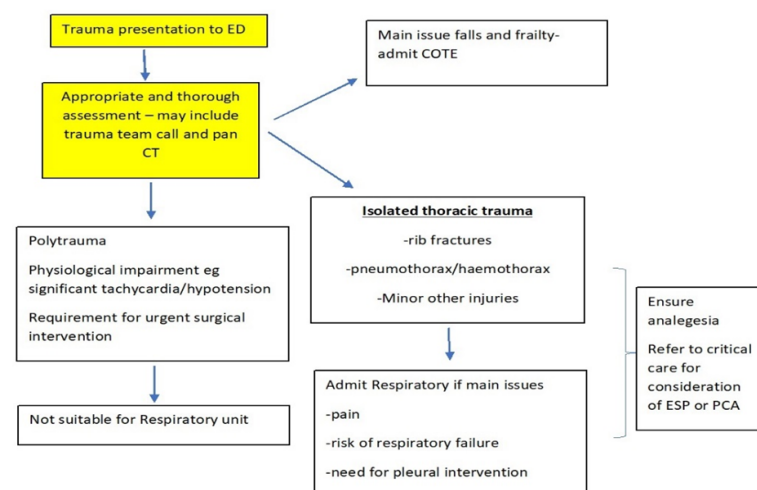 Trauma presentation to ED
Main issue falls and frailty-
admit COTE
Appropriate and thorough
assessment – may include
trauma team call and pan
CT
Isolated thoracic trauma
-rib fractures
-pneumothorax/haemothorax
-Minor other injuries
Polytrauma
Physiological impairment eg
significant tachycardia/hypotension
Requirement for urgent surgical
intervention
Ensure
analegesia
Refer to critical
care for
consideration
of ESP or PCA
Admit Respiratory if main issues
-pain
-risk of respiratory failure
-need for pleural intervention
Not suitable for Respiratory unit